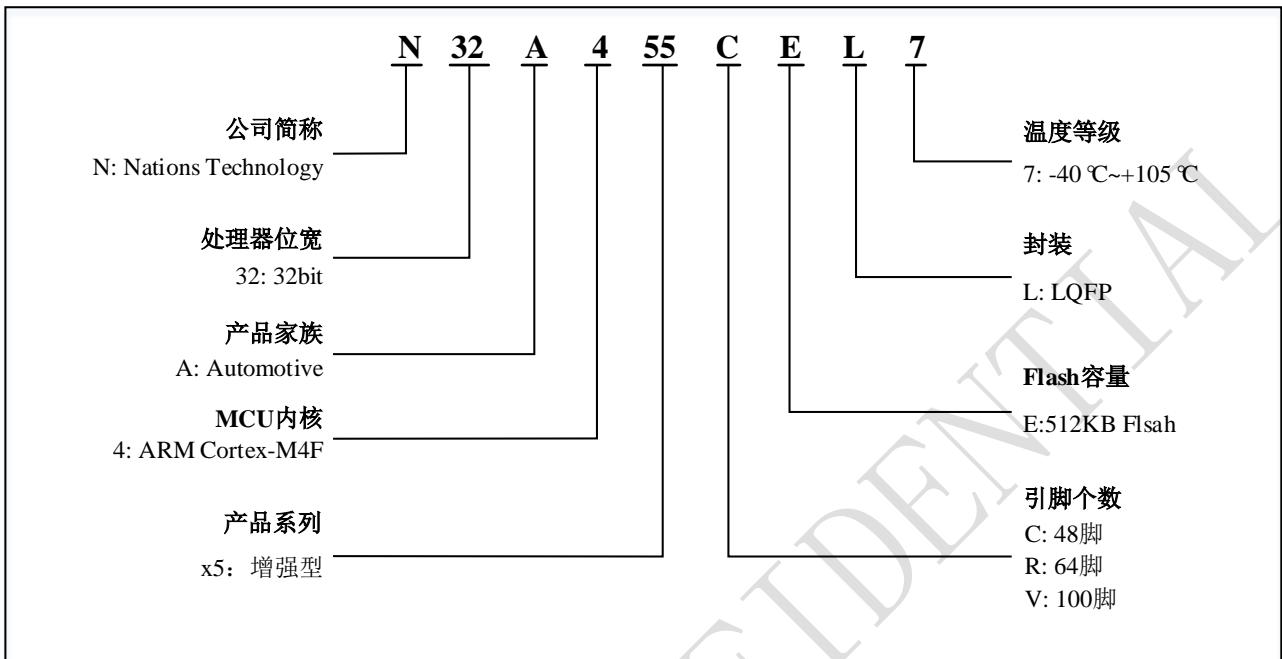 N 32 A 4 55 C E L 7
公司简称
N: Nations Technology
处理器位宽
32: 32bit
产品家族
A: Automotive
MCU内核
4: ARM Cortex-M4F
产品系列
x5：增强型
温度等级
7: -40 ℃~+105 ℃
封装
L: LQFP
Flash容量
E:512KB Flsah
引脚个数
C: 48脚
R: 64脚
V: 100脚
FIDENTIAL